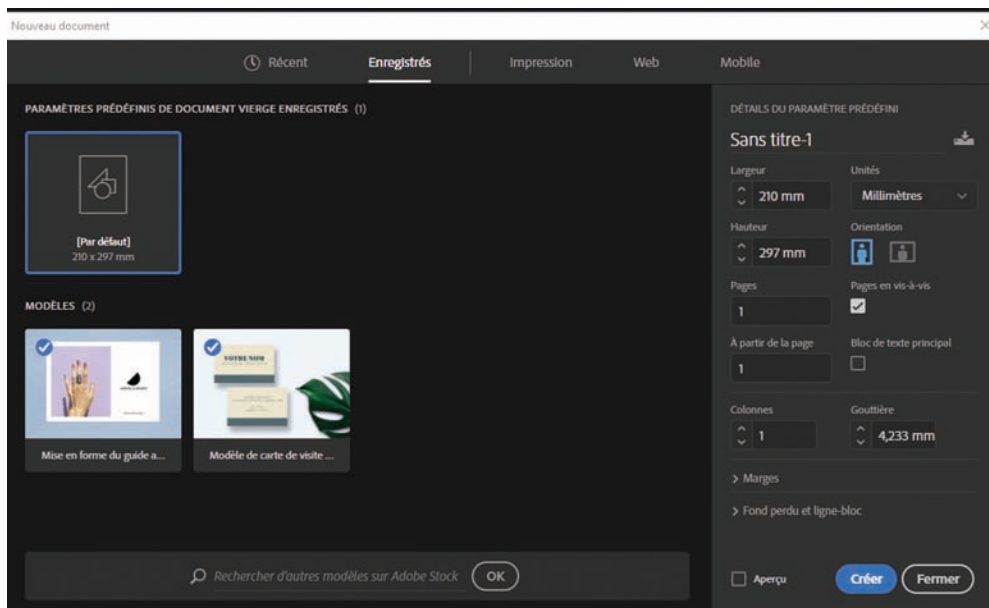 Nouveau document
Récent Enregistrés Impression Web Mobile
PARAMÈTRES PRÉDÉFINIS DE DOCUMENT VIERGE ENREGISTRÉS (1)
[Par défaut]
210 x 297 mm
MODÈLES (2)
VOTRE NOM
Mise en forme du guide a...
Modèle de carte de visite ...
Rechercher d'autres modèles sur Adobe Stock OK
DÉTAILS DU PARAMÈTRE PRÉDÉFINI
Sans titre-1
Largeur Unités
210 mm Millimètres
Hauteur Orientation
297 mm
Pages Pages en vis-à-vis
1
À partir de la page Bloc de texte principal
1
Colonnes Gouttière
1 4,233 mm
> Marges
> Fond perdu et ligne-bloc
Aperçu Créer Fermer